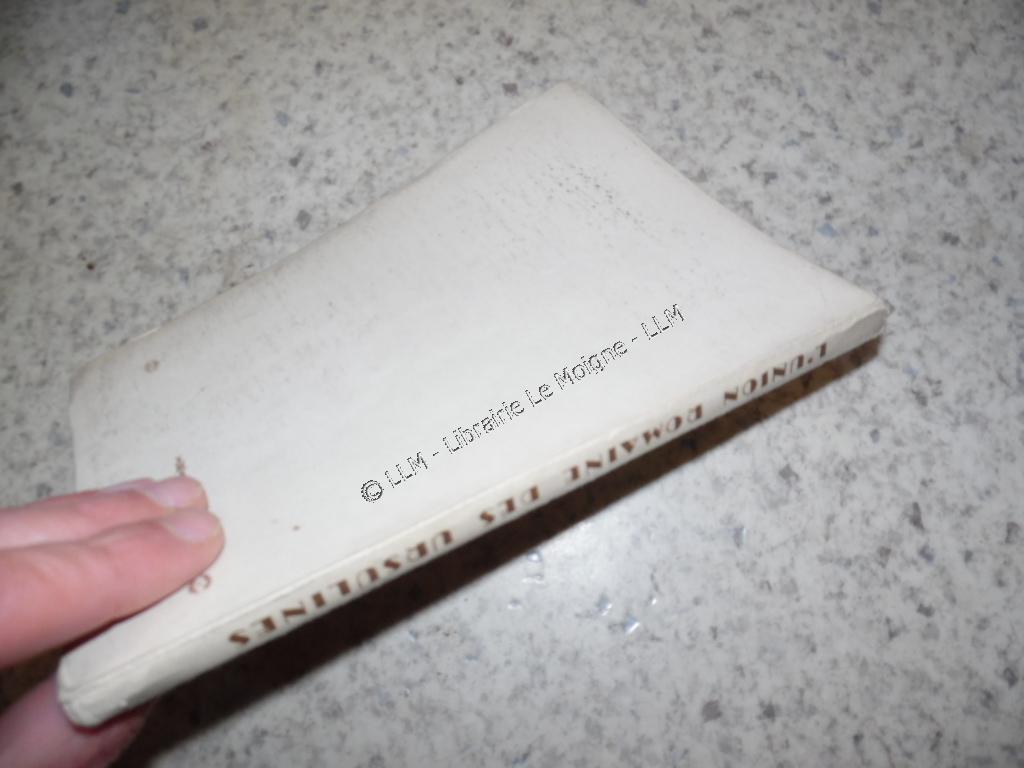 © LLM - Librairie Le Moigne - LLM
L'UNION ROMAINE DES URSULINES